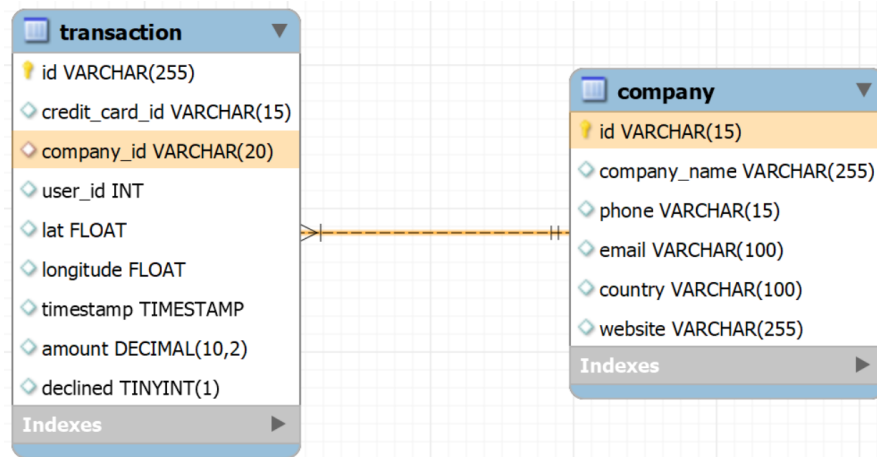 transaction
id VARCHAR(255)
credit_card_id VARCHAR(15)
company_id VARCHAR(20)
user_id INT
lat FLOAT
longitude FLOAT
timestamp TIMESTAMP
amount DECIMAL(10,2)
declined TINYINT(1)
Indexes
company
id VARCHAR(15)
company_name VARCHAR(255)
phone VARCHAR(15)
email VARCHAR(100)
country VARCHAR(100)
website VARCHAR(255)
Indexes